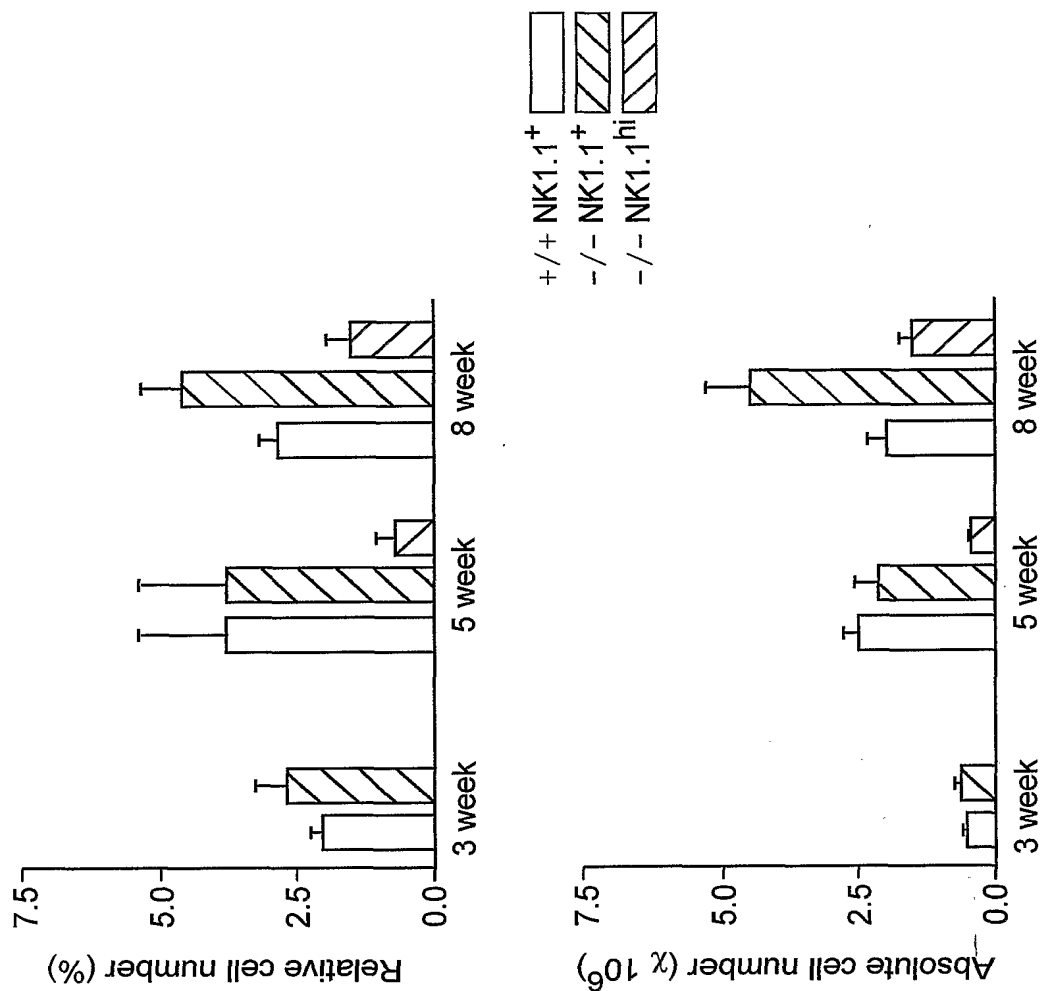 Relative cell number (%)
7.5
5.0
2.5
0.0
3 week
5 week
8 week
Absolute cell number (χ 10⁶)
7.5
5.0
2.5
0.0
3 week
5 week
8 week
+/+ NK1.1⁺
-/- NK1.1⁺
-/- NK1.1ʰⁱ